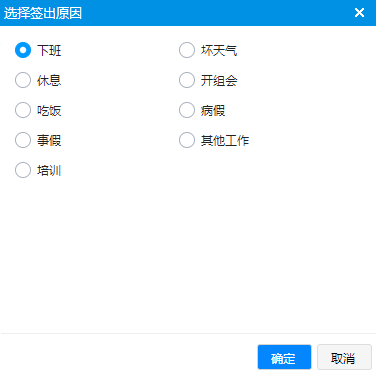 选择签出原因
下班 坏天气
休息 开组会
吃饭 病假
事假 其他工作
培训
确定 取消